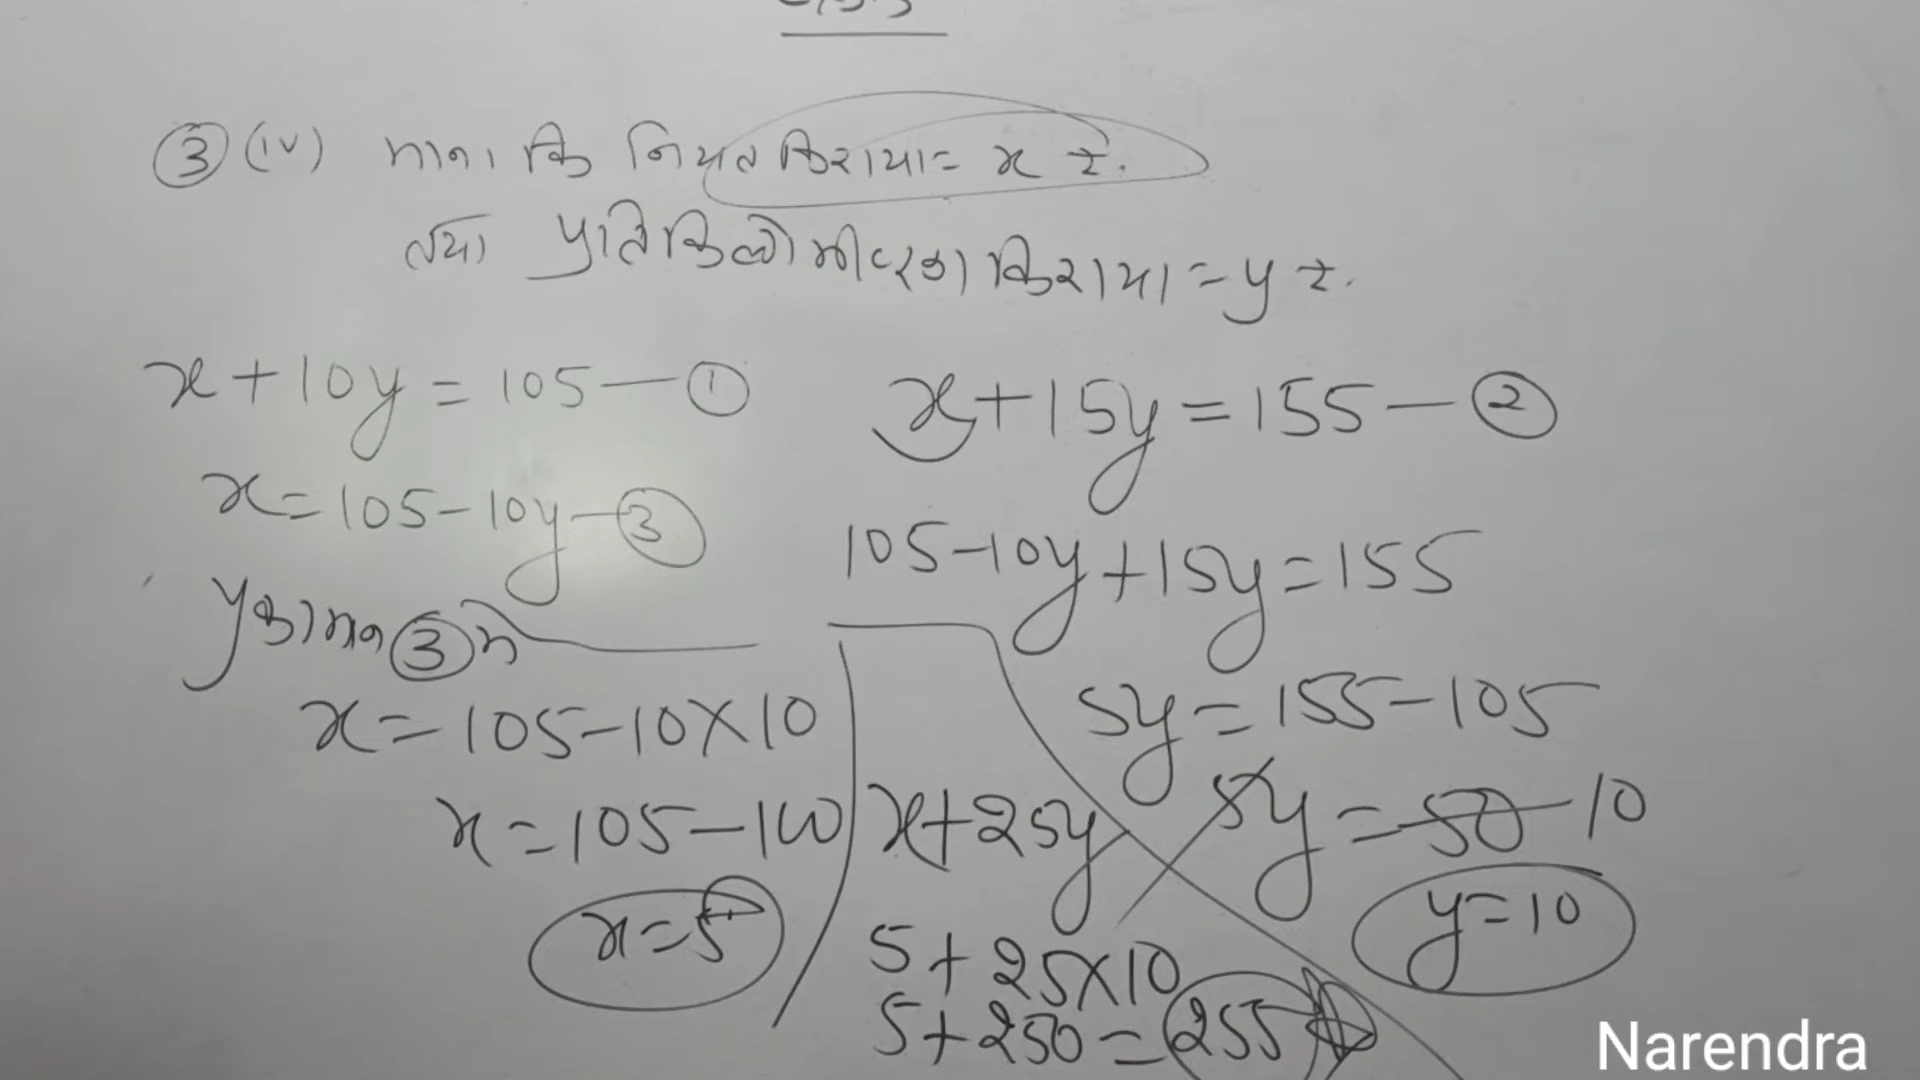 ③ (iv) माना कि नियत किराया = x रु.
तथा प्रति किलोमीटर का किराया = y रु.
x + 10y = 105 — ①
x = 105 - 10y — ③
y का मान ③ में
x = 105 - 10 × 10
x = 105 - 100
x = 5
x + 15y = 155 — ②
105 - 10y + 15y = 155
5y = 155 - 105
5y = 50 10
y = 10
x + 25y
5 + 25 × 10
5 + 250 = 255
Narendra